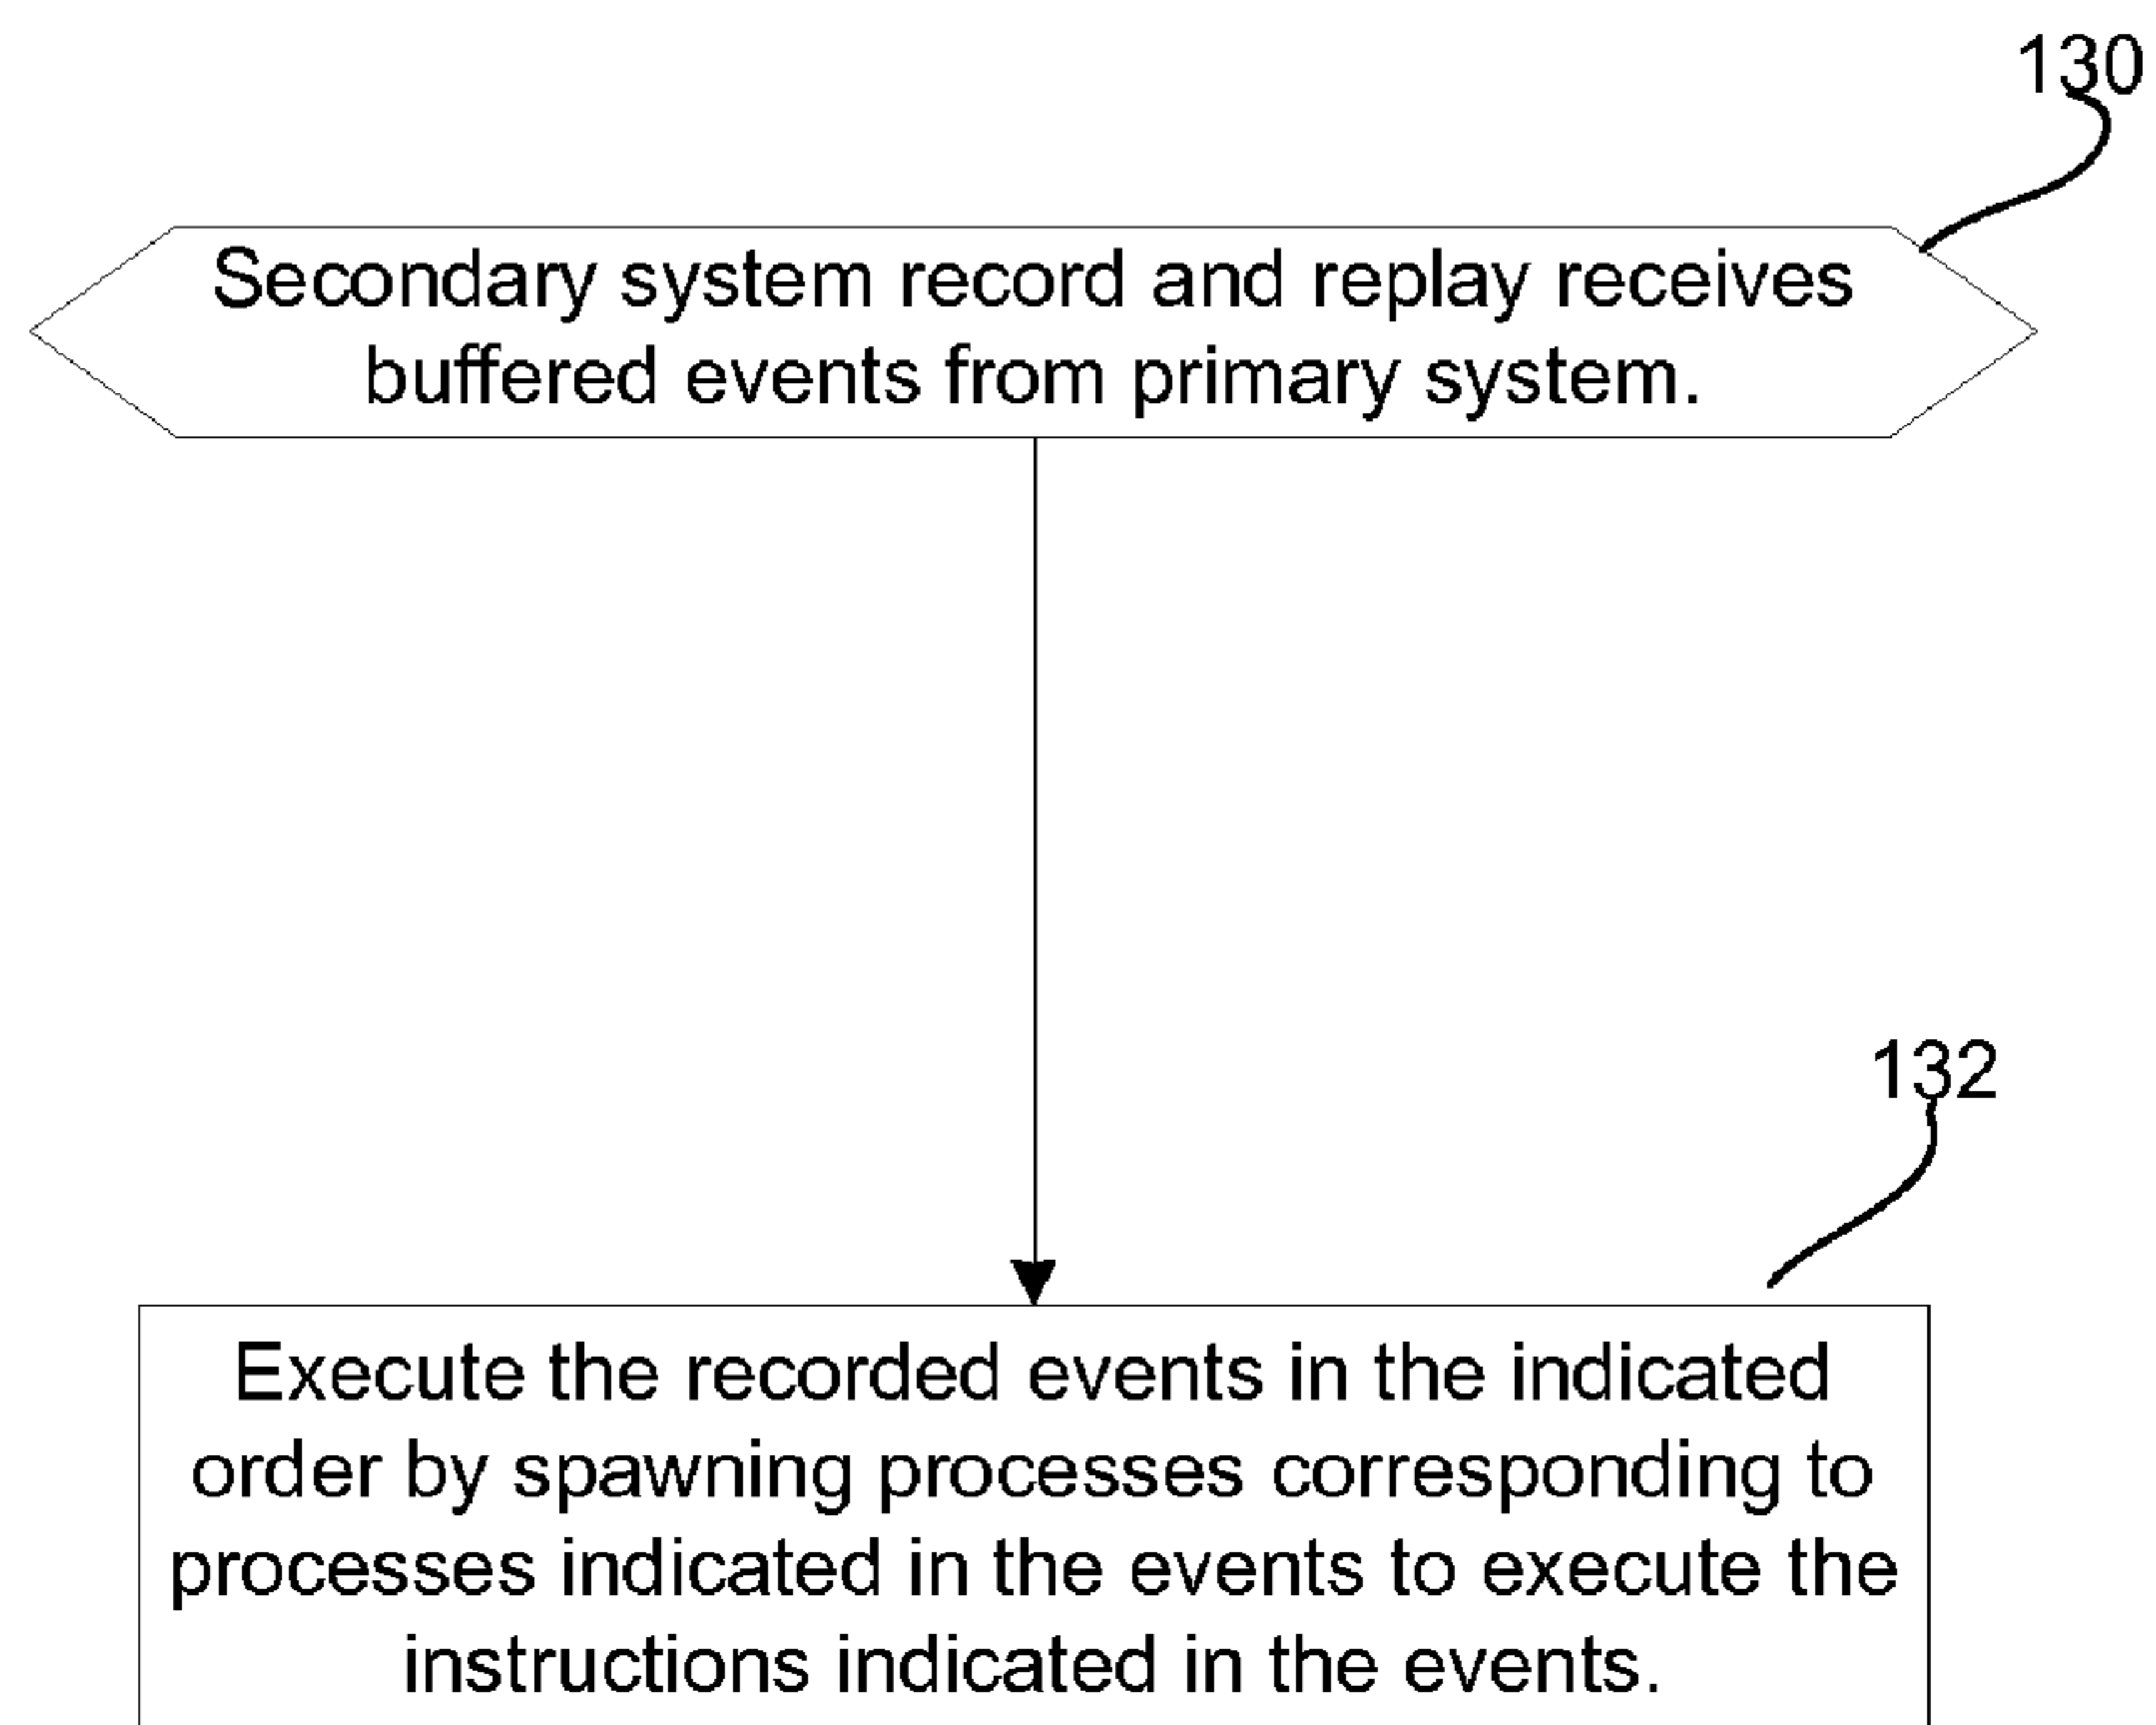 130
Secondary system record and replay receives
buffered events from primary system.
132
Execute the recorded events in the indicated
order by spawning processes corresponding to
processes indicated in the events to execute the
instructions indicated in the events.